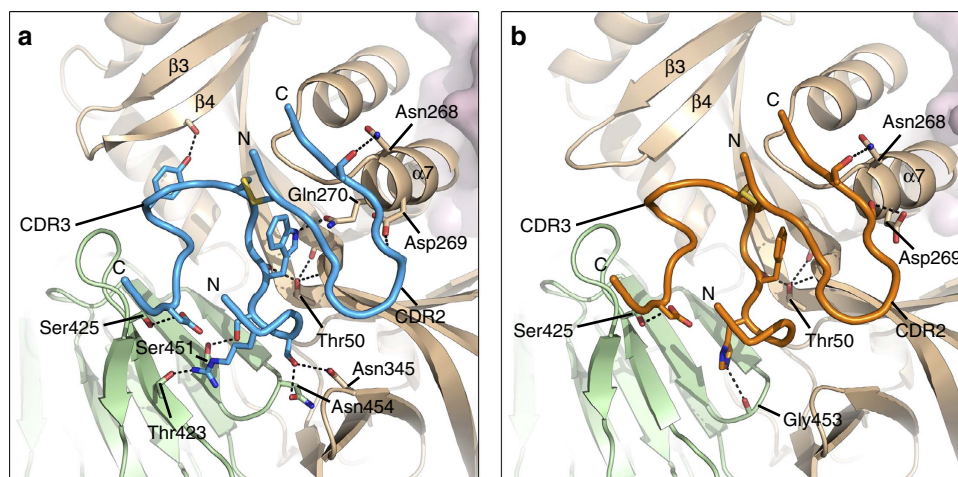 a
β3
β4
C
Asn268
N
α7
Gln270
CDR3
Asp269
C
N
Ser425
CDR2
Ser451
Thr50
Asn345
Asn454
Thr423
b
β3
β4
C
Asn268
N
α7
CDR3
Asp269
C
N
Ser425
CDR2
Thr50
Gly453